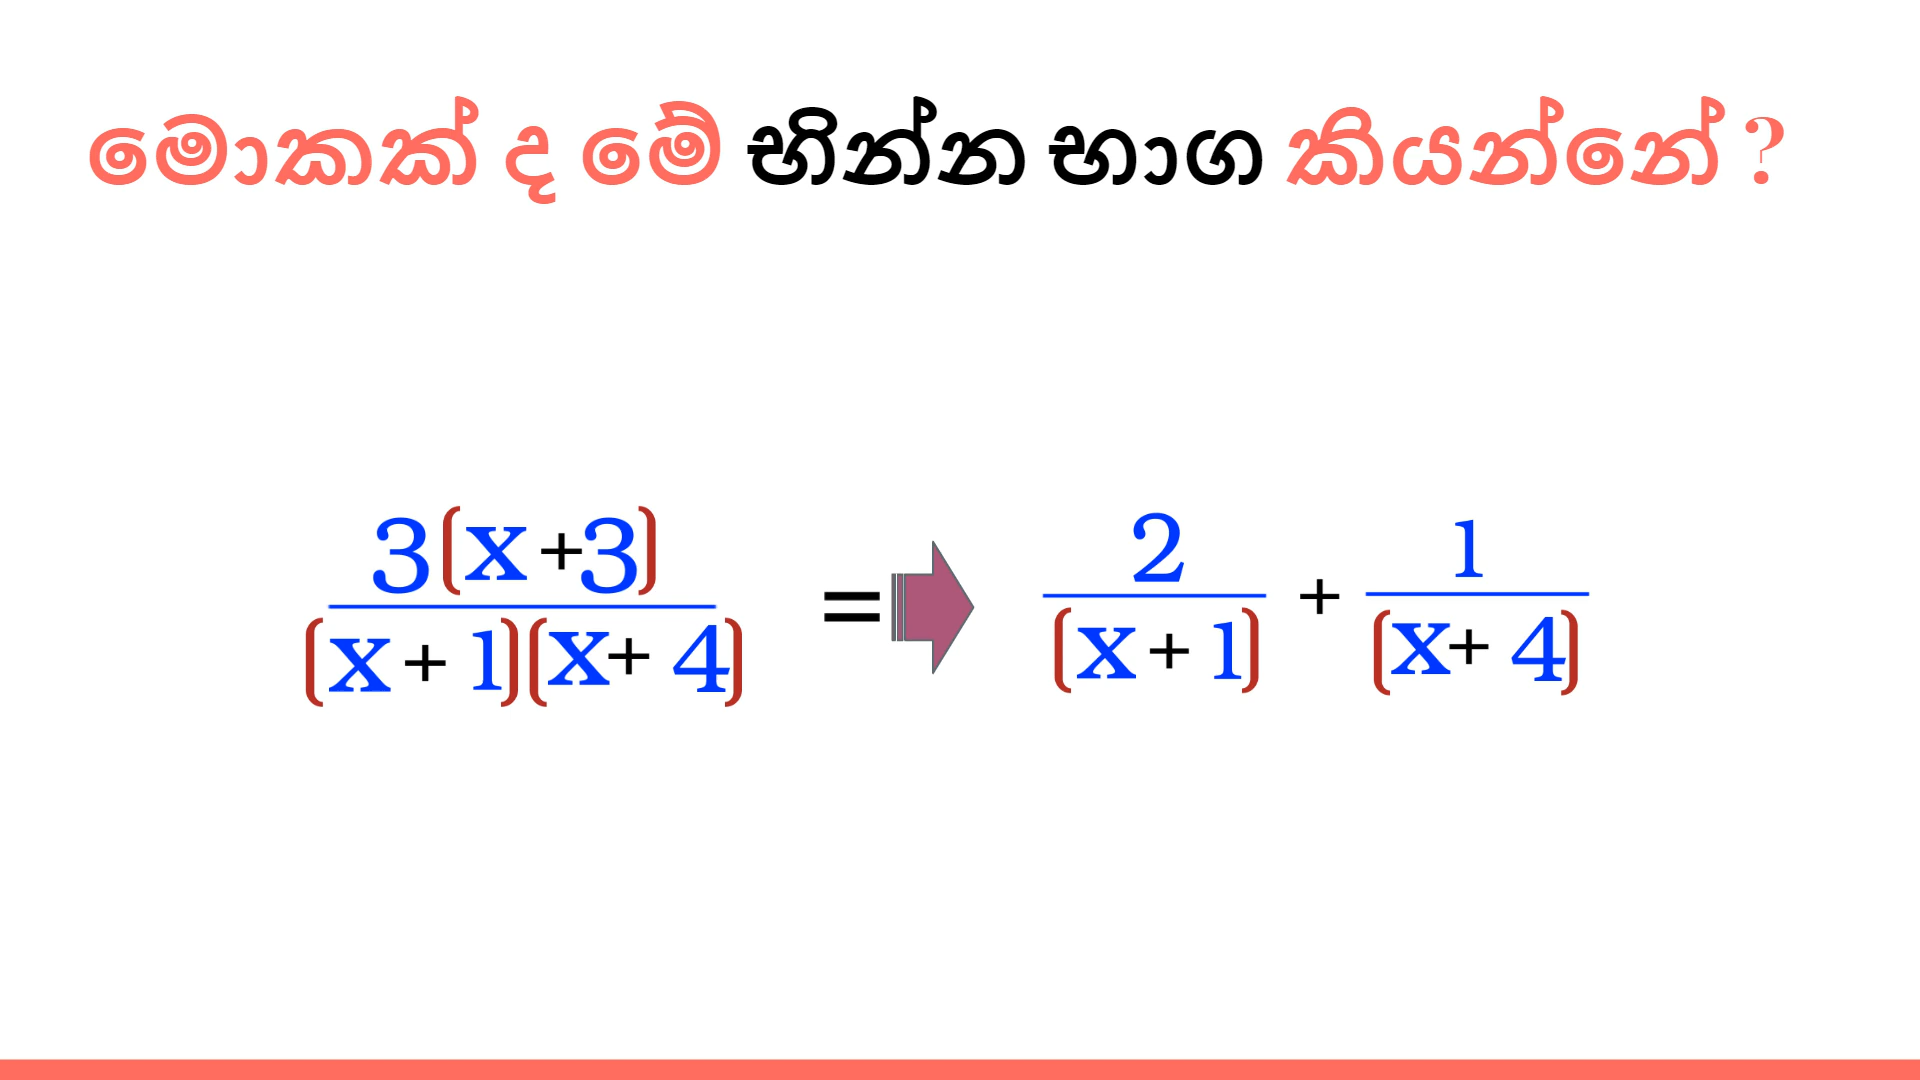 මොකක් ද මේ භින්න භාග කියන්නේ ?
3(x+3)
(x + 1)(x+ 4)
=
2
(x + 1)
+
1
(x+ 4)